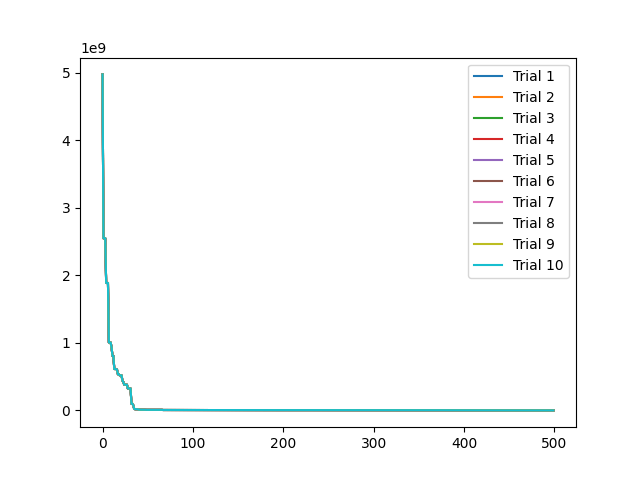 1e9
5
4
3
2
1
0
0
100
200
300
400
500
Trial 1
Trial 2
Trial 3
Trial 4
Trial 5
Trial 6
Trial 7
Trial 8
Trial 9
Trial 10